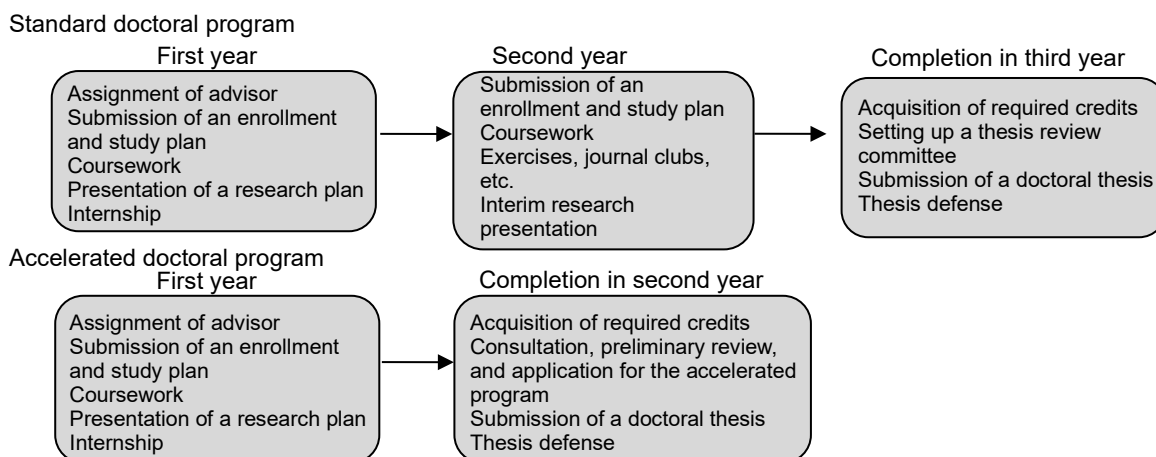 Standard doctoral program
First year
Assignment of advisor
Submission of an enrollment
and study plan
Coursework
Presentation of a research plan
Internship
Second year
Submission of an
enrollment and study plan
Coursework
Exercises, journal clubs,
etc.
Interim research
presentation
Completion in third year
Acquisition of required credits
Setting up a thesis review
committee
Submission of a doctoral thesis
Thesis defense
Accelerated doctoral program
First year
Assignment of advisor
Submission of an enrollment
and study plan
Coursework
Presentation of a research plan
Internship
Completion in second year
Acquisition of required credits
Consultation, preliminary review,
and application for the accelerated
program
Submission of a doctoral thesis
Thesis defense